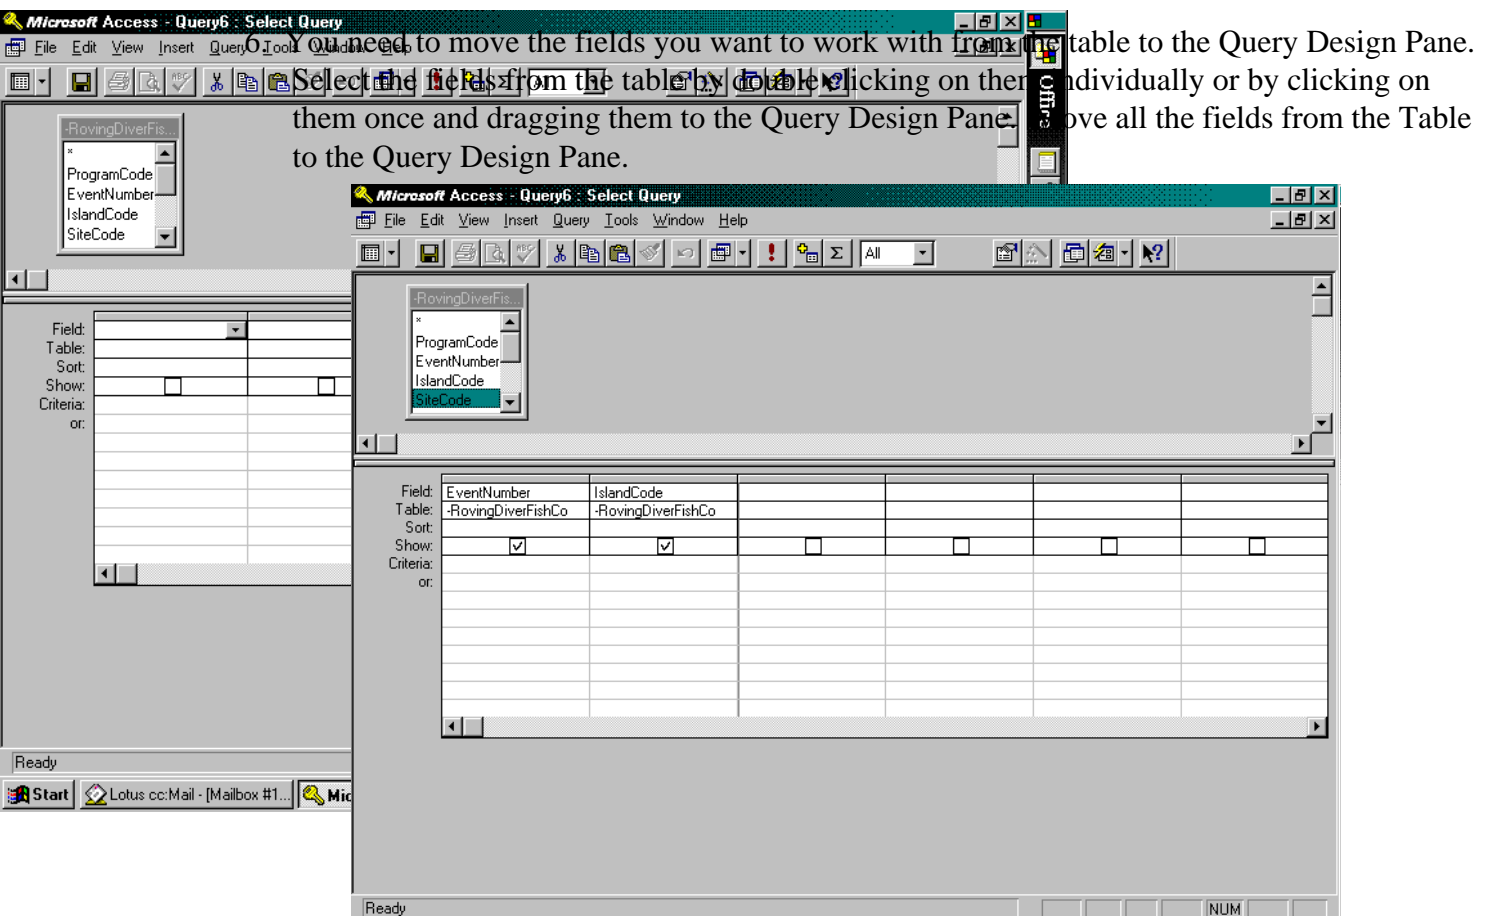 Microsoft Access - Query6 : Select Query
File Edit View Insert Query Tools Window Help
6. You need to move the fields you want to work with from the table to the Query Design Pane.
Select the fields from the table by double clicking on them individually or by clicking on
them once and dragging them to the Query Design Pane. Move all the fields from the Table
to the Query Design Pane.
Office
-RovingDiverFis...
*
ProgramCode
EventNumber
IslandCode
SiteCode
Field:
Table:
Sort:
Show:
Criteria:
or:
Ready
Start Lotus cc:Mail - [Mailbox #1... Mic
Microsoft Access - Query6 : Select Query
File Edit View Insert Query Tools Window Help
All
-RovingDiverFis...
*
ProgramCode
EventNumber
IslandCode
SiteCode
Field: EventNumber IslandCode
Table: -RovingDiverFishCo -RovingDiverFishCo
Sort:
Show:
Criteria:
or:
Ready NUM